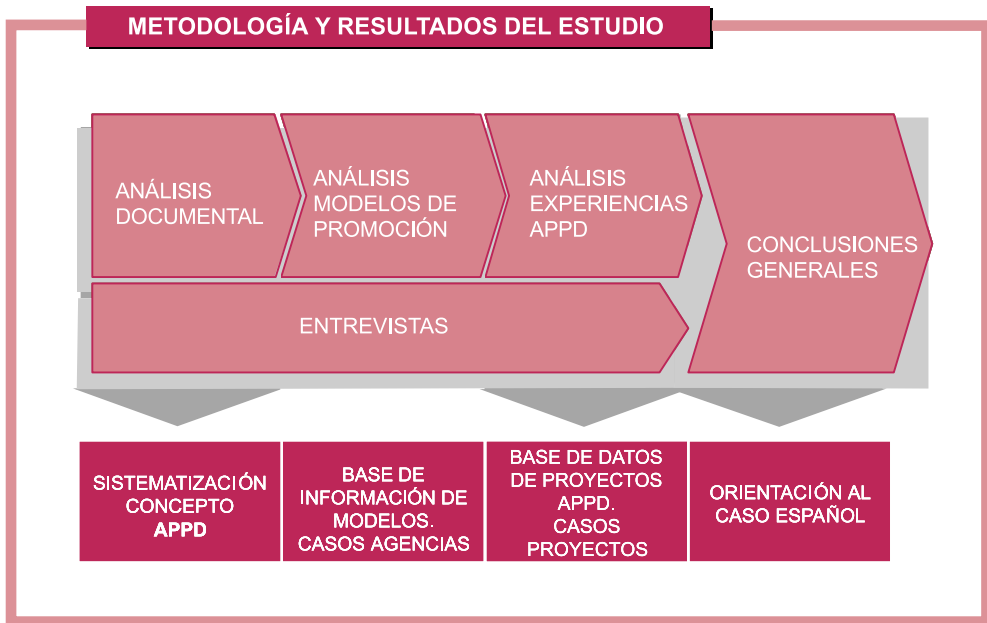 METODOLOGÍA Y RESULTADOS DEL ESTUDIO
ANÁLISIS
DOCUMENTAL
ANÁLISIS
MODELOS DE
PROMOCIÓN
ANÁLISIS
EXPERIENCIAS
APPD
CONCLUSIONES
GENERALES
ENTREVISTAS
SISTEMATIZACIÓN
CONCEPTO
APPD
BASE DE
INFORMACIÓN DE
MODELOS.
CASOS AGENCIAS
BASE DE DATOS
DE PROYECTOS
APPD.
CASOS
PROYECTOS
ORIENTACIÓN AL
CASO ESPAÑOL